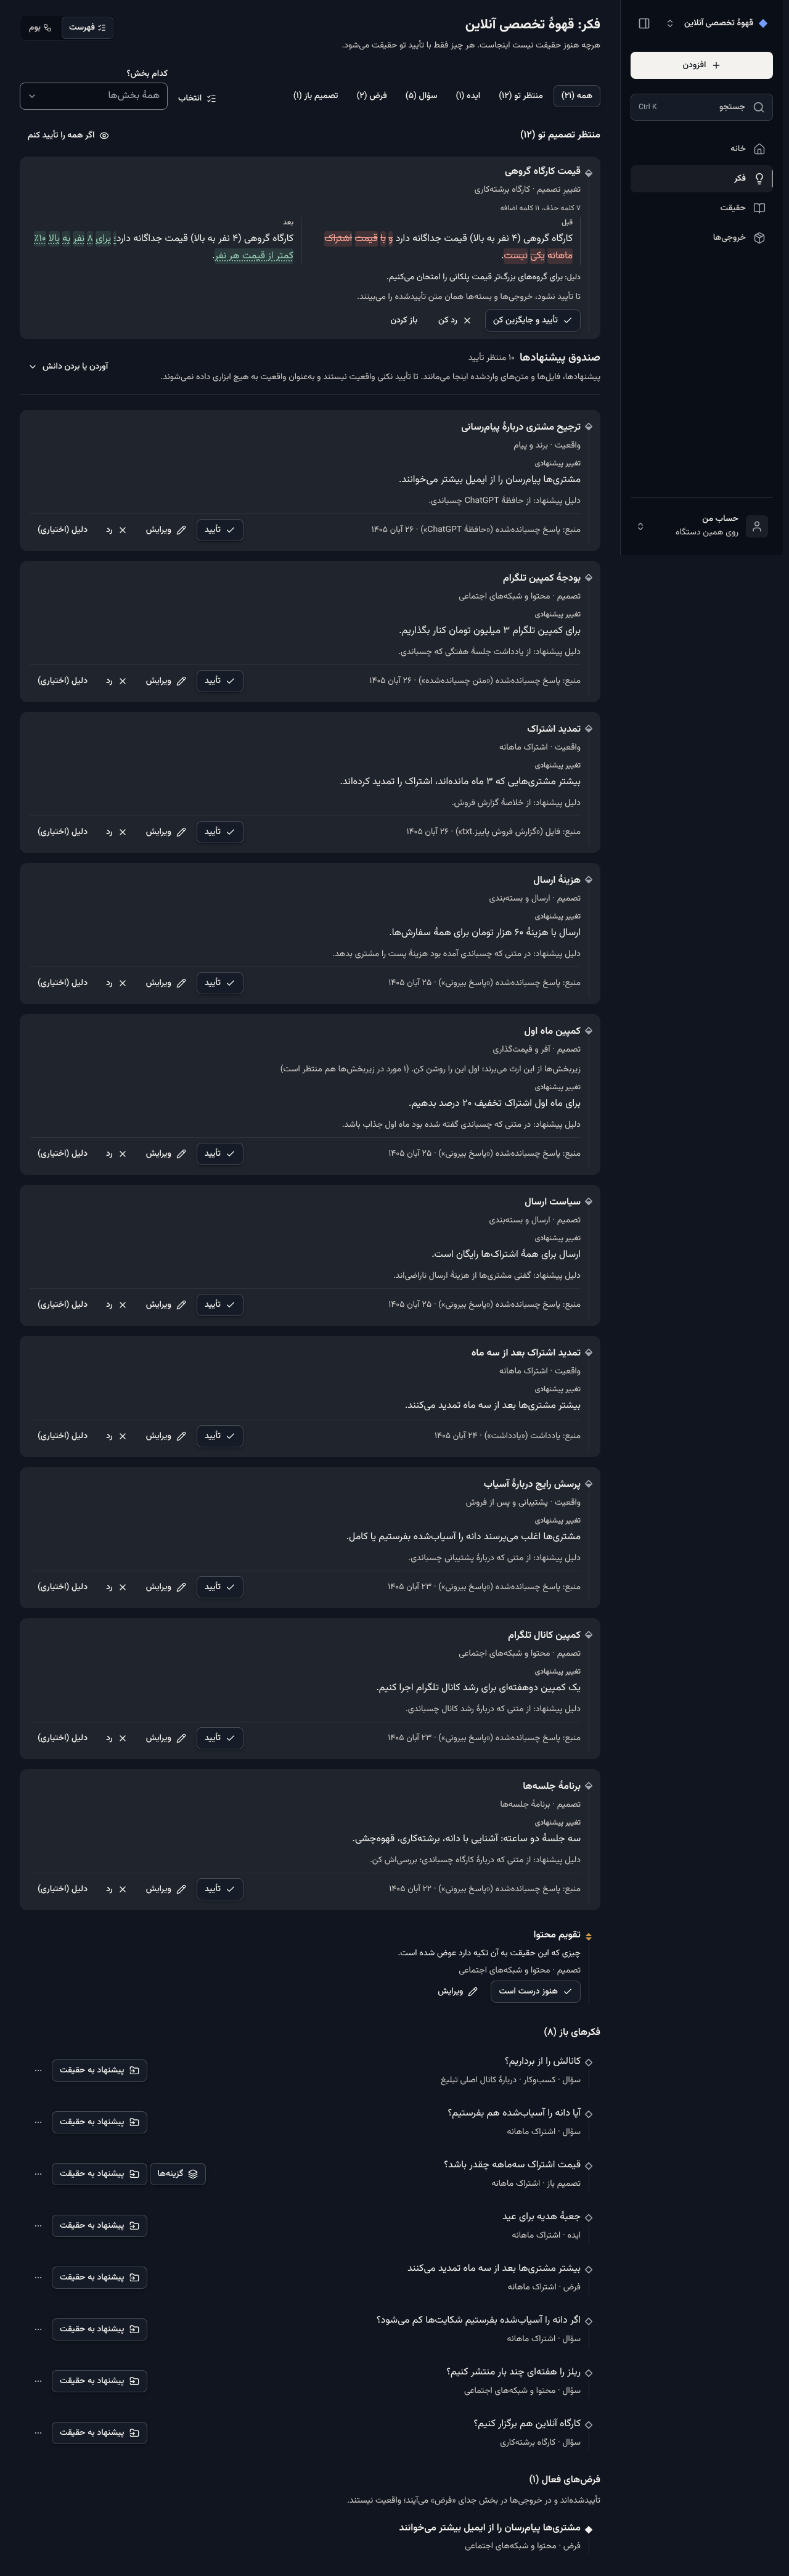 قهوهٔ تخصصی آنلاین
افزودن
جستجو Ctrl K
خانه
فکر
حقیقت
خروجی‌ها
حساب من
روی همین دستگاه
فکر: قهوهٔ تخصصی آنلاین
فهرست بوم
هرچه هنوز حقیقت نیست اینجاست. هر چیز فقط با تأیید تو حقیقت می‌شود.
کدام بخش؟
همه (۲۱) منتظر تو (۱۲) ایده (۱) سؤال (۵) فرض (۲) تصمیم باز (۱) انتخاب همهٔ بخش‌ها
منتظر تصمیم تو (۱۲) اگر همه را تأیید کنم
قیمت کارگاه گروهی
تغییر تصمیم · کارگاه برشته‌کاری
۷ کلمه حذف، ۱۱ کلمه اضافه
قبل
کارگاه گروهی (۴ نفر به بالا) قیمت جداگانه دارد و با قیمت اشتراک
ماهانه یکی نیست.
بعد
کارگاه گروهی (۴ نفر به بالا) قیمت جداگانه دارد؛ برای ۸ نفر به بالا ۱۰٪
کمتر از قیمت هر نفر.
دلیل: برای گروه‌های بزرگ‌تر قیمت پلکانی را امتحان می‌کنیم.
تا تأیید نشود، خروجی‌ها و بسته‌ها همان متن تأییدشده را می‌بینند.
تأیید و جایگزین کن رد کن باز کردن
صندوق پیشنهادها ۱۰ منتظر تأیید آوردن یا بردن دانش
پیشنهادها، فایل‌ها و متن‌های واردشده اینجا می‌مانند. تا تأیید نکنی واقعیت نیستند و به‌عنوان واقعیت به هیچ ابزاری داده نمی‌شوند.
ترجیح مشتری دربارهٔ پیام‌رسانی
واقعیت · برند و پیام
تغییر پیشنهادی
مشتری‌ها پیام‌رسان را از ایمیل بیشتر می‌خوانند.
دلیل پیشنهاد: از حافظهٔ ChatGPT چسباندی.
منبع: پاسخ چسبانده‌شده («حافظهٔ ChatGPT») · ۲۶ آبان ۱۴۰۵ تأیید ویرایش رد دلیل (اختیاری)
بودجهٔ کمپین تلگرام
تصمیم · محتوا و شبکه‌های اجتماعی
تغییر پیشنهادی
برای کمپین تلگرام ۳ میلیون تومان کنار بگذاریم.
دلیل پیشنهاد: از یادداشت جلسهٔ هفتگی که چسباندی.
منبع: پاسخ چسبانده‌شده («متن چسبانده‌شده») · ۲۶ آبان ۱۴۰۵ تأیید ویرایش رد دلیل (اختیاری)
تمدید اشتراک
واقعیت · اشتراک ماهانه
تغییر پیشنهادی
بیشتر مشتری‌هایی که ۳ ماه مانده‌اند، اشتراک را تمدید کرده‌اند.
دلیل پیشنهاد: از خلاصهٔ گزارش فروش.
منبع: فایل («گزارش فروش پاییز.txt») · ۲۶ آبان ۱۴۰۵ تأیید ویرایش رد دلیل (اختیاری)
هزینهٔ ارسال
تصمیم · ارسال و بسته‌بندی
تغییر پیشنهادی
ارسال با هزینهٔ ۶۰ هزار تومان برای همهٔ سفارش‌ها.
دلیل پیشنهاد: در متنی که چسباندی آمده بود هزینهٔ پست را مشتری بدهد.
منبع: پاسخ چسبانده‌شده («پاسخ بیرونی») · ۲۵ آبان ۱۴۰۵ تأیید ویرایش رد دلیل (اختیاری)
کمپین ماه اول
تصمیم · آفر و قیمت‌گذاری
زیربخش‌ها از این ارث می‌برند؛ اول این را روشن کن. (۱ مورد در زیربخش‌ها هم منتظر است)
تغییر پیشنهادی
برای ماه اول اشتراک تخفیف ۲۰ درصد بدهیم.
دلیل پیشنهاد: در متنی که چسباندی گفته شده بود ماه اول جذاب باشد.
منبع: پاسخ چسبانده‌شده («پاسخ بیرونی») · ۲۵ آبان ۱۴۰۵ تأیید ویرایش رد دلیل (اختیاری)
سیاست ارسال
تصمیم · ارسال و بسته‌بندی
تغییر پیشنهادی
ارسال برای همهٔ اشتراک‌ها رایگان است.
دلیل پیشنهاد: گفتی مشتری‌ها از هزینهٔ ارسال ناراضی‌اند.
منبع: پاسخ چسبانده‌شده («پاسخ بیرونی») · ۲۵ آبان ۱۴۰۵ تأیید ویرایش رد دلیل (اختیاری)
تمدید اشتراک بعد از سه ماه
واقعیت · اشتراک ماهانه
تغییر پیشنهادی
بیشتر مشتری‌ها بعد از سه ماه تمدید می‌کنند.
منبع: یادداشت («یادداشت») · ۲۴ آبان ۱۴۰۵ تأیید ویرایش رد دلیل (اختیاری)
پرسش رایج دربارهٔ آسیاب
واقعیت · پشتیبانی و پس از فروش
تغییر پیشنهادی
مشتری‌ها اغلب می‌پرسند دانه را آسیاب‌شده بفرستیم یا کامل.
دلیل پیشنهاد: از متنی که دربارهٔ پشتیبانی چسباندی.
منبع: پاسخ چسبانده‌شده («پاسخ بیرونی») · ۲۳ آبان ۱۴۰۵ تأیید ویرایش رد دلیل (اختیاری)
کمپین کانال تلگرام
تصمیم · محتوا و شبکه‌های اجتماعی
تغییر پیشنهادی
یک کمپین دوهفته‌ای برای رشد کانال تلگرام اجرا کنیم.
دلیل پیشنهاد: از متنی که دربارهٔ رشد کانال چسباندی.
منبع: پاسخ چسبانده‌شده («پاسخ بیرونی») · ۲۳ آبان ۱۴۰۵ تأیید ویرایش رد دلیل (اختیاری)
برنامهٔ جلسه‌ها
تصمیم · برنامهٔ جلسه‌ها
تغییر پیشنهادی
سه جلسهٔ دو ساعته: آشنایی با دانه، برشته‌کاری، قهوه‌چشی.
دلیل پیشنهاد: از متنی که دربارهٔ کارگاه چسباندی؛ بررسی‌اش کن.
منبع: پاسخ چسبانده‌شده («پاسخ بیرونی») · ۲۲ آبان ۱۴۰۵ تأیید ویرایش رد دلیل (اختیاری)
تقویم محتوا
چیزی که این حقیقت به آن تکیه دارد عوض شده است.
تصمیم · محتوا و شبکه‌های اجتماعی
هنوز درست است ویرایش
فکرهای باز (۸)
کانالش را از برداریم؟
سؤال · کسب‌وکار · دربارهٔ کانال اصلی تبلیغ
پیشنهاد به حقیقت ...
آیا دانه را آسیاب‌شده هم بفرستیم؟
سؤال · اشتراک ماهانه
پیشنهاد به حقیقت ...
قیمت اشتراک سه‌ماهه چقدر باشد؟
تصمیم باز · اشتراک ماهانه
گزینه‌ها پیشنهاد به حقیقت ...
جعبهٔ هدیه برای عید
ایده · اشتراک ماهانه
پیشنهاد به حقیقت ...
بیشتر مشتری‌ها بعد از سه ماه تمدید می‌کنند
فرض · اشتراک ماهانه
پیشنهاد به حقیقت ...
اگر دانه را آسیاب‌شده بفرستیم شکایت‌ها کم می‌شود؟
سؤال · اشتراک ماهانه
پیشنهاد به حقیقت ...
ریلز را هفته‌ای چند بار منتشر کنیم؟
سؤال · محتوا و شبکه‌های اجتماعی
پیشنهاد به حقیقت ...
کارگاه آنلاین هم برگزار کنیم؟
سؤال · کارگاه برشته‌کاری
پیشنهاد به حقیقت ...
فرض‌های فعال (۱)
تأییدشده‌اند و در خروجی‌ها در بخش جدای «فرض» می‌آیند؛ واقعیت نیستند.
مشتری‌ها پیام‌رسان را از ایمیل بیشتر می‌خوانند
فرض · محتوا و شبکه‌های اجتماعی